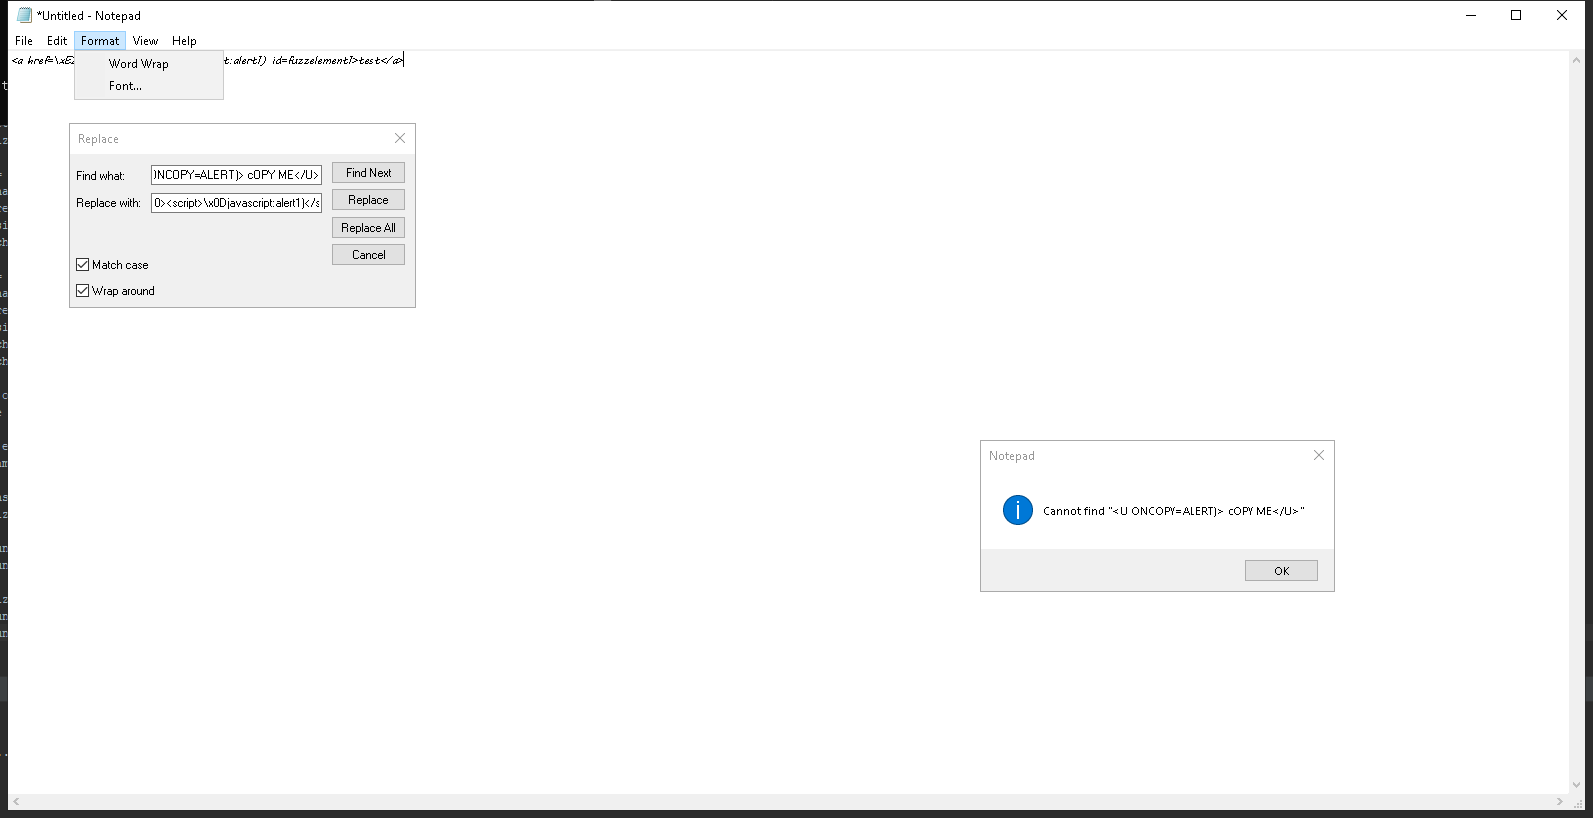 *Untitled - Notepad
File Edit Format View Help
<a href=\xE2 t:alert1) id=fuzzelement1>test</a>
Word Wrap
Font...
Replace
Find what: )NCOPY=ALERT)> cOPY ME</U>
Find Next
Replace with: 0><script>\x0Djavascript:alert1)</s
Replace
Replace All
Cancel
Match case
Wrap around
Notepad
Cannot find "<U ONCOPY=ALERT)> cOPY ME</U>"
OK